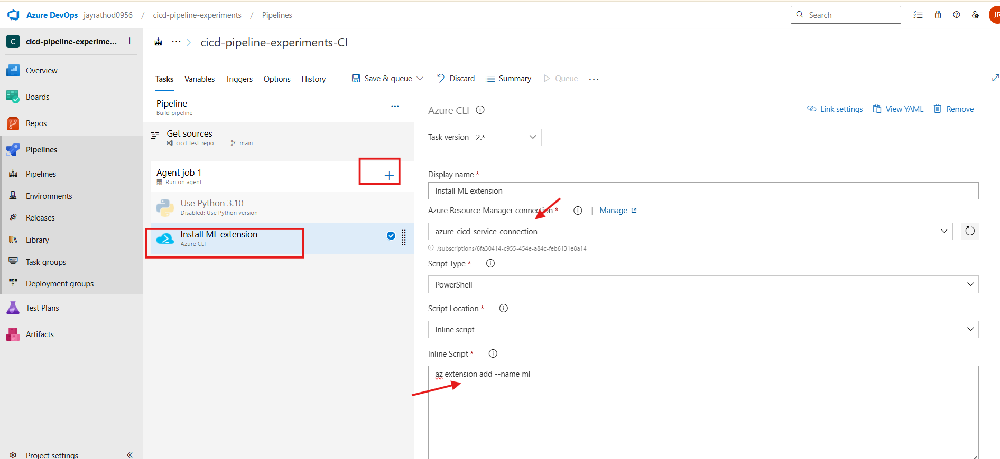 Azure DevOps jayrathod0956 / cicd-pipeline-experiments / Pipelines
Search
JR
C cicd-pipeline-experime... +
cicd-pipeline-experiments-CI
Overview
Boards
Repos
Pipelines
Pipelines
Environments
Releases
Library
Task groups
Deployment groups
Test Plans
Artifacts
Project settings
Tasks Variables Triggers Options History Save & queue Discard Summary Queue ...
Pipeline
Build pipeline
Get sources
cicd-test-repo main
Agent job 1
Run on agent
Use Python 3.10
Disabled: Use Python version
Install ML extension
Azure CLI
Azure CLI
Link settings View YAML Remove
Task version 2.*
Display name *
Install ML extension
Azure Resource Manager connection * | Manage
azure-cicd-service-connection
/subscriptions/6fa30414-c955-454e-a84c-feb6131e8a14
Script Type *
PowerShell
Script Location *
Inline script
Inline Script *
az extension add --name ml